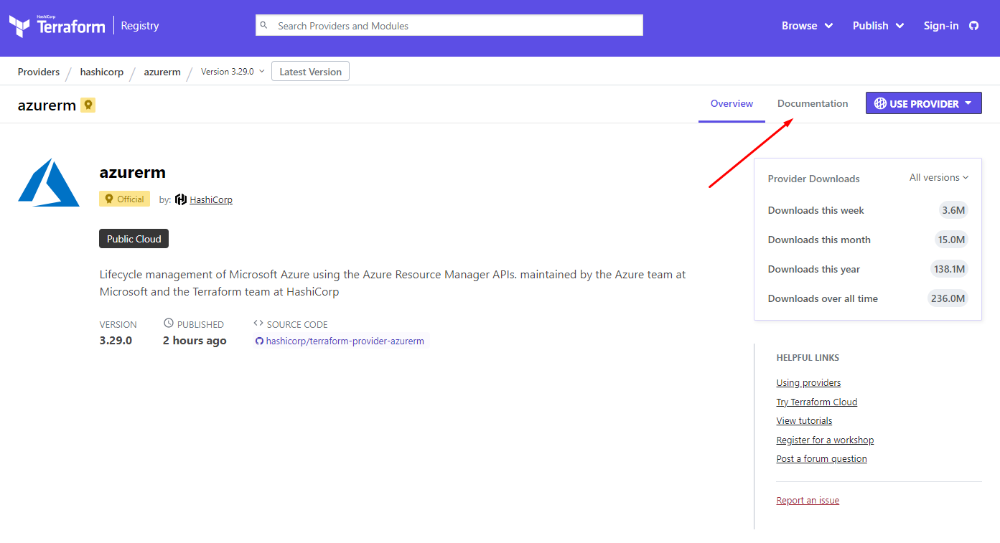 HashiCorp
Terraform
Registry
Search Providers and Modules
Browse
Publish
Sign-in
Providers / hashicorp / azurerm / Version 3.29.0
Latest Version
azurerm
Overview
Documentation
USE PROVIDER
azurerm
Official
by: HashiCorp
Public Cloud
Lifecycle management of Microsoft Azure using the Azure Resource Manager APIs. maintained by the Azure team at
Microsoft and the Terraform team at HashiCorp
VERSION
3.29.0
PUBLISHED
2 hours ago
SOURCE CODE
hashicorp/terraform-provider-azurerm
Provider Downloads
All versions
Downloads this week 3.6M
Downloads this month 15.0M
Downloads this year 138.1M
Downloads over all time 236.0M
HELPFUL LINKS
Using providers
Try Terraform Cloud
View tutorials
Register for a workshop
Post a forum question
Report an issue